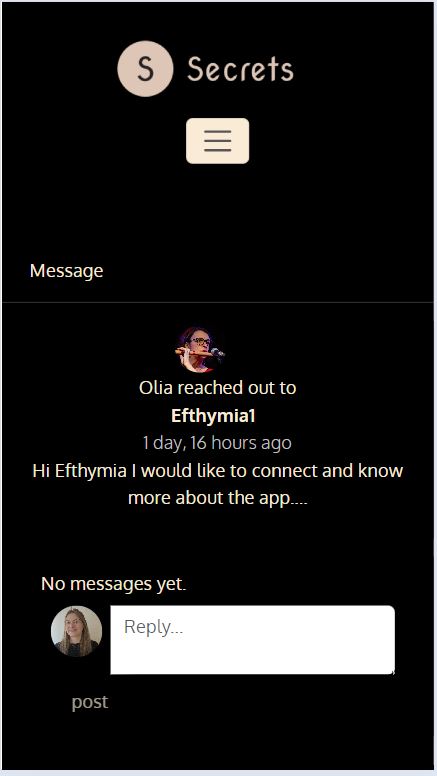 S Secrets
Message
Olia reached out to
Efthymia1
1 day, 16 hours ago
Hi Efthymia I would like to connect and know
more about the app....
No messages yet.
Reply...
post